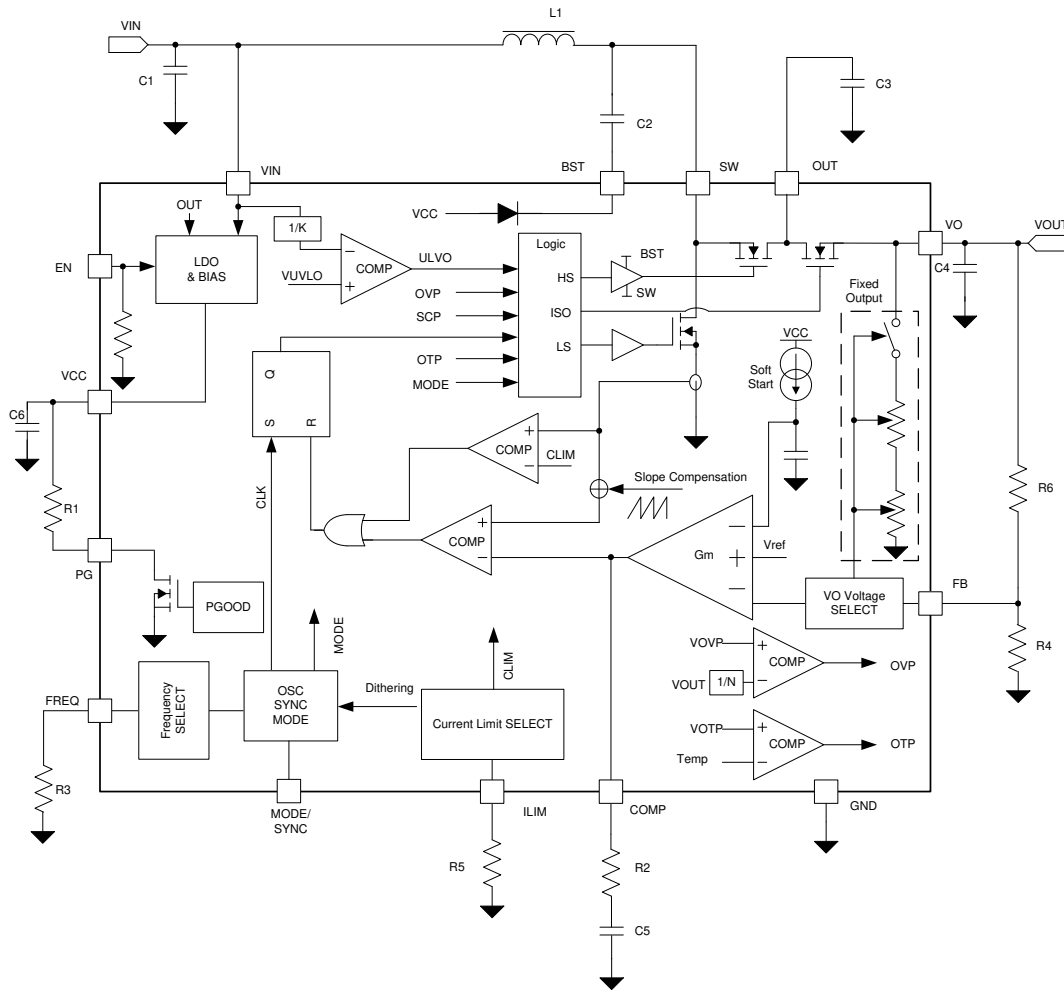 L1
VIN
C1
C2
C3
VIN
BST
SW
OUT
OUT
1/K
VCC
Logic
VO
VOUT
LDO
& BIAS
EN
COMP
ULVO
VUVLO
HS
BST
SW
C4
OVP
SCP
ISO
Fixed
Output
LS
VCC
OTP
MODE
Soft
Start
VCC
C6
Q
S
R
COMP
CLIM
Slope Compensation
R1
CLK
R6
COMP
Gm
Vref
PG
PGOOD
VO Voltage
SELECT
FB
MODE
CLIM
VOVP
COMP
OVP
VOUT
1/N
R4
FREQ
Frequency
SELECT
OSC
SYNC
MODE
Dithering
Current Limit SELECT
VOTP
COMP
OTP
Temp
R3
MODE/
SYNC
ILIM
COMP
GND
R5
R2
C5